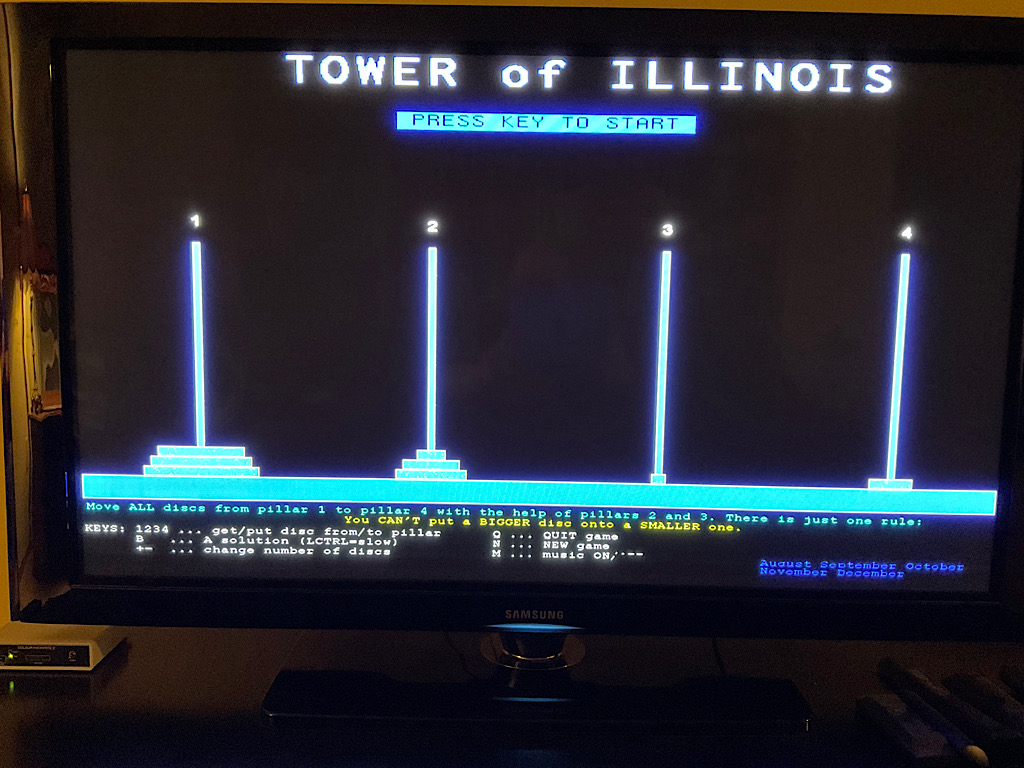 TOWER of ILLINOIS
PRESS KEY TO START
1 2 3 4
Move ALL discs from pillar 1 to pillar 4 with the help of pillars 2 and 3. There is just one rule:
You CAN'T put a BIGGER disc onto a SMALLER one.
KEYS: 1234 ... get/put disc from/to pillar
B ... A solution (LCTRL=slow)
+- ... change number of discs
Q ... QUIT game
N ... NEW game
M ... music ON,
August September October
November December
SAMSUNG